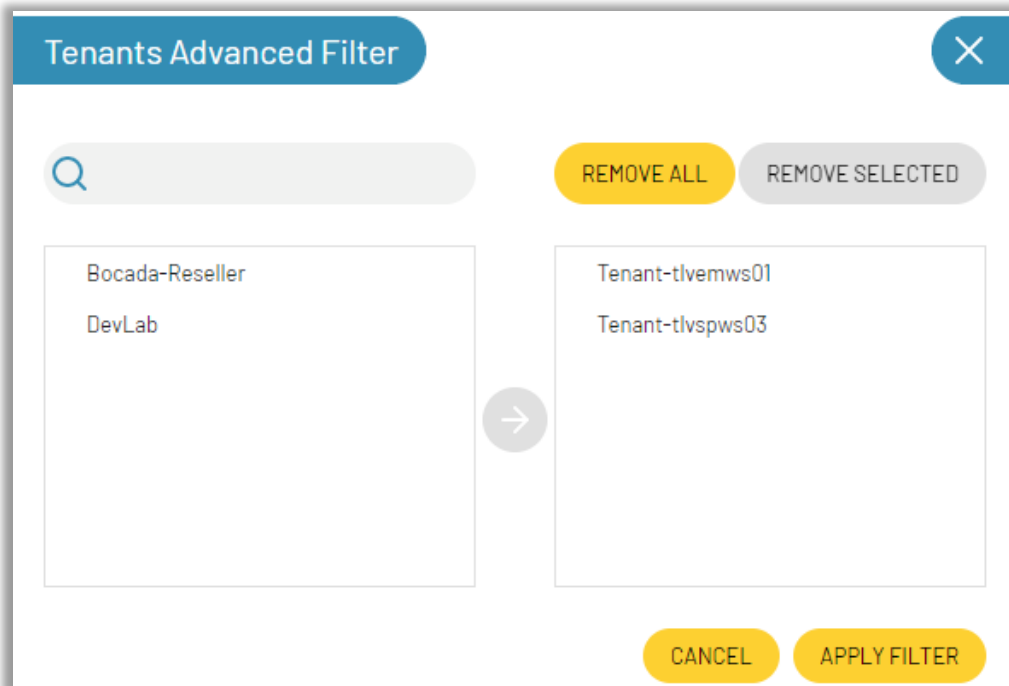 Tenants Advanced Filter
REMOVE ALL
REMOVE SELECTED
Bocada-Reseller
DevLab
Tenant-tlvemws01
Tenant-tlvspws03
CANCEL
APPLY FILTER